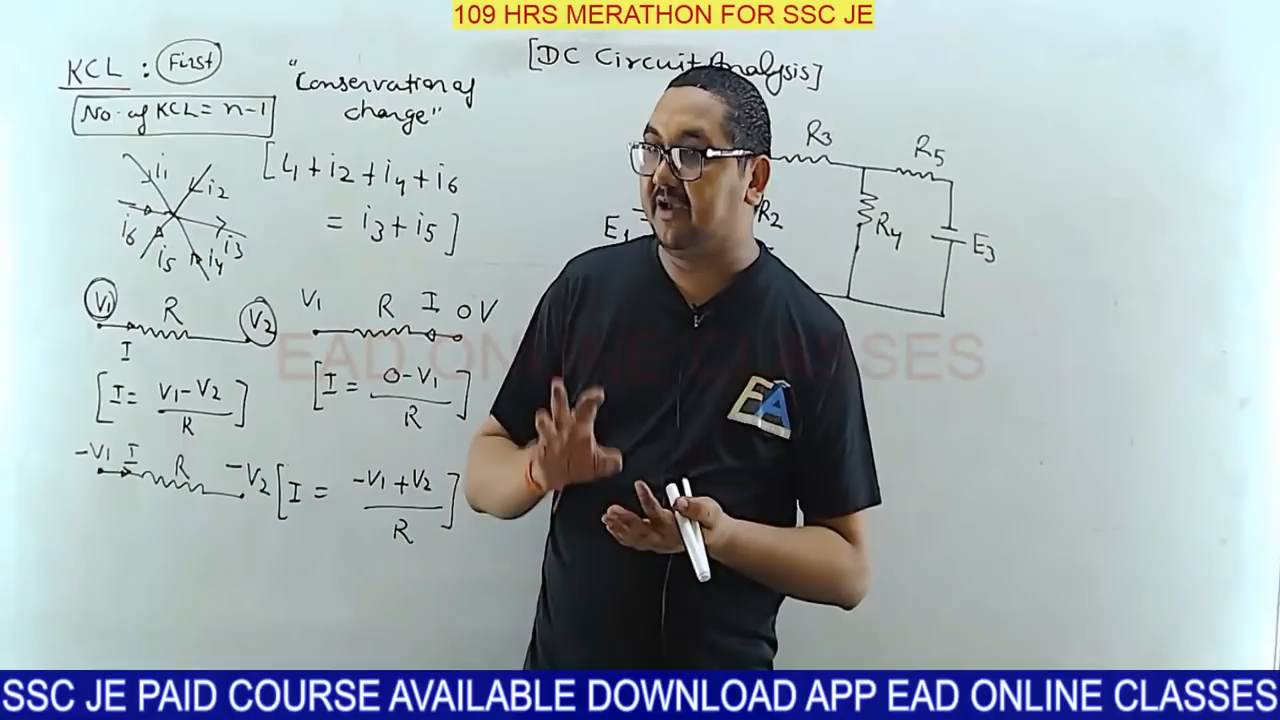 109 HRS MERATHON FOR SSC JE
KCL : First
No. of KCL = n-1
"Conservation of
charge"
[DC Circuit Analysis]
i1
i2
i3
i4
i5
i6
[i1 + i2 + i4 + i6
= i3 + i5]
R3
R5
R2
R4
E1
E3
V1 R V2
I
[I = V1-V2 / R]
V1 R I 0V
[I = 0-V1 / R]
-V1 I R -V2
[I = -V1+V2 / R]
EAD ONLINE CLASSES
EA
SSC JE PAID COURSE AVAILABLE DOWNLOAD APP EAD ONLINE CLASSES